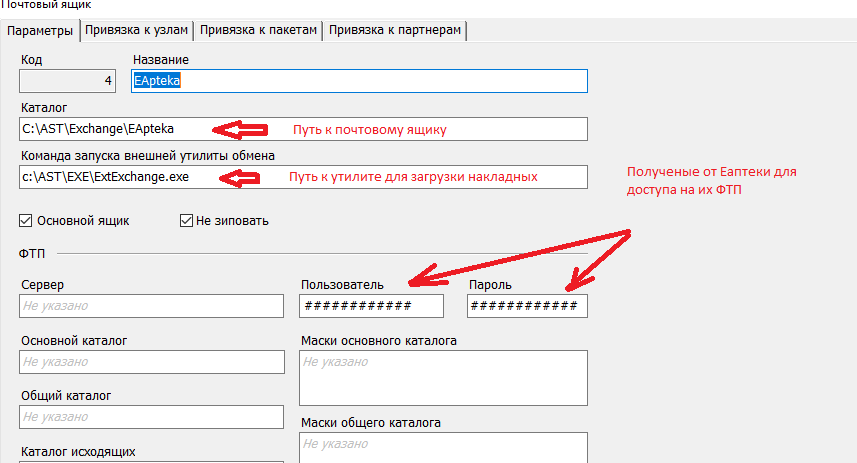 Почтовый ящик
Параметры Привязка к узлам Привязка к пакетам Привязка к партнерам
Код Название
4 EApteka
Каталог
C:\AST\Exchange\EApteka Путь к почтовому ящику
Команда запуска внешней утилиты обмена
c:\AST\EXE\ExtExchange.exe Путь к утилите для загрузки накладных
Полученые от Еаптеки для
доступа на их ФТП
Основной ящик Не зиповать
ФТП
Сервер Пользователь Пароль
Не указано ############ ############
Основной каталог Маски основного каталога
Не указано Не указано
Общий каталог
Не указано Маски общего каталога
Каталог исходящих Не указано